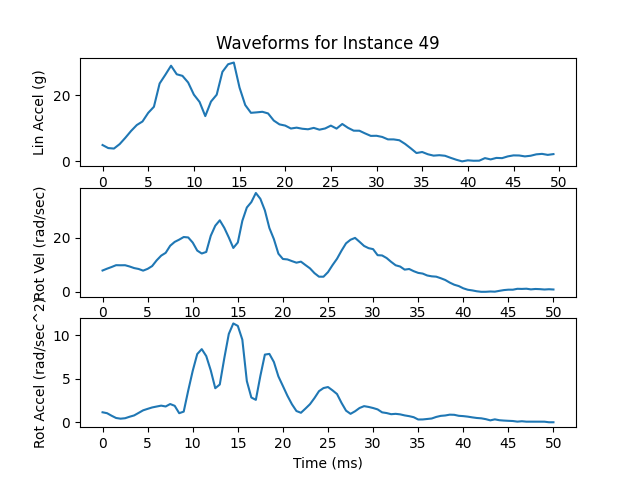 Waveforms for Instance 49
Lin Accel (g)
20
0
0 5 10 15 20 25 30 35 40 45 50
Rot Vel (rad/sec)
20
0
0 5 10 15 20 25 30 35 40 45 50
Rot Accel (rad/sec^2)
10
5
0
0 5 10 15 20 25 30 35 40 45 50
Time (ms)